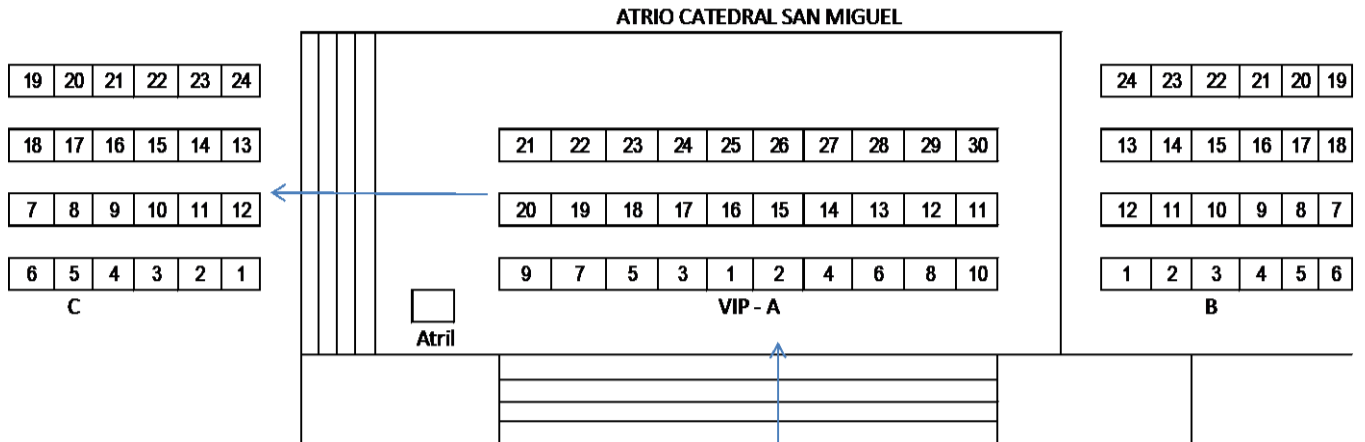 ATRIO CATEDRAL SAN MIGUEL
19 20 21 22 23 24
24 23 22 21 20 19
18 17 16 15 14 13
21 22 23 24 25 26 27 28 29 30
13 14 15 16 17 18
7 8 9 10 11 12
20 19 18 17 16 15 14 13 12 11
12 11 10 9 8 7
6 5 4 3 2 1
9 7 5 3 1 2 4 6 8 10
1 2 3 4 5 6
C
VIP - A
B
Atril